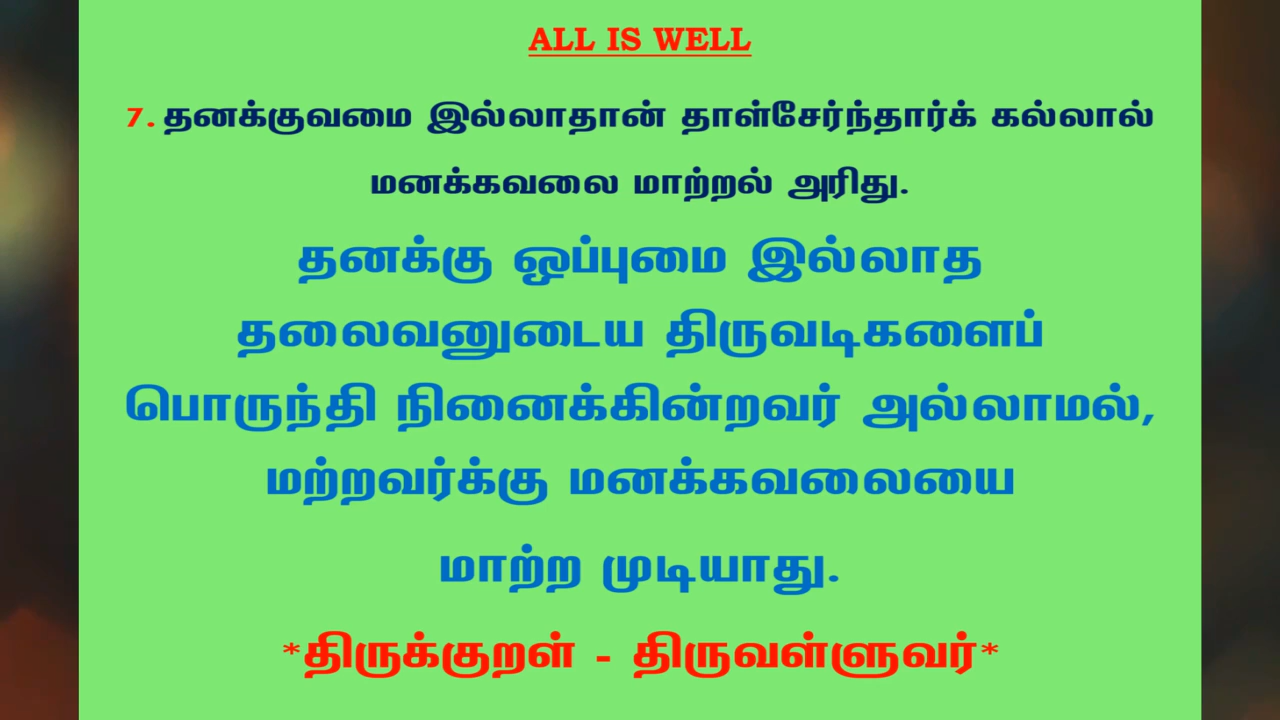 ALL IS WELL
7. தனக்குவமை இல்லாதான் தாள்சேர்ந்தார்க் கல்லால்
மனக்கவலை மாற்றல் அரிது.
தனக்கு ஒப்புமை இல்லாத
தலைவனுடைய திருவடிகளைப்
பொருந்தி நினைக்கின்றவர் அல்லாமல்,
மற்றவர்க்கு மனக்கவலையை
மாற்ற முடியாது.
*திருக்குறள் - திருவள்ளுவர்*